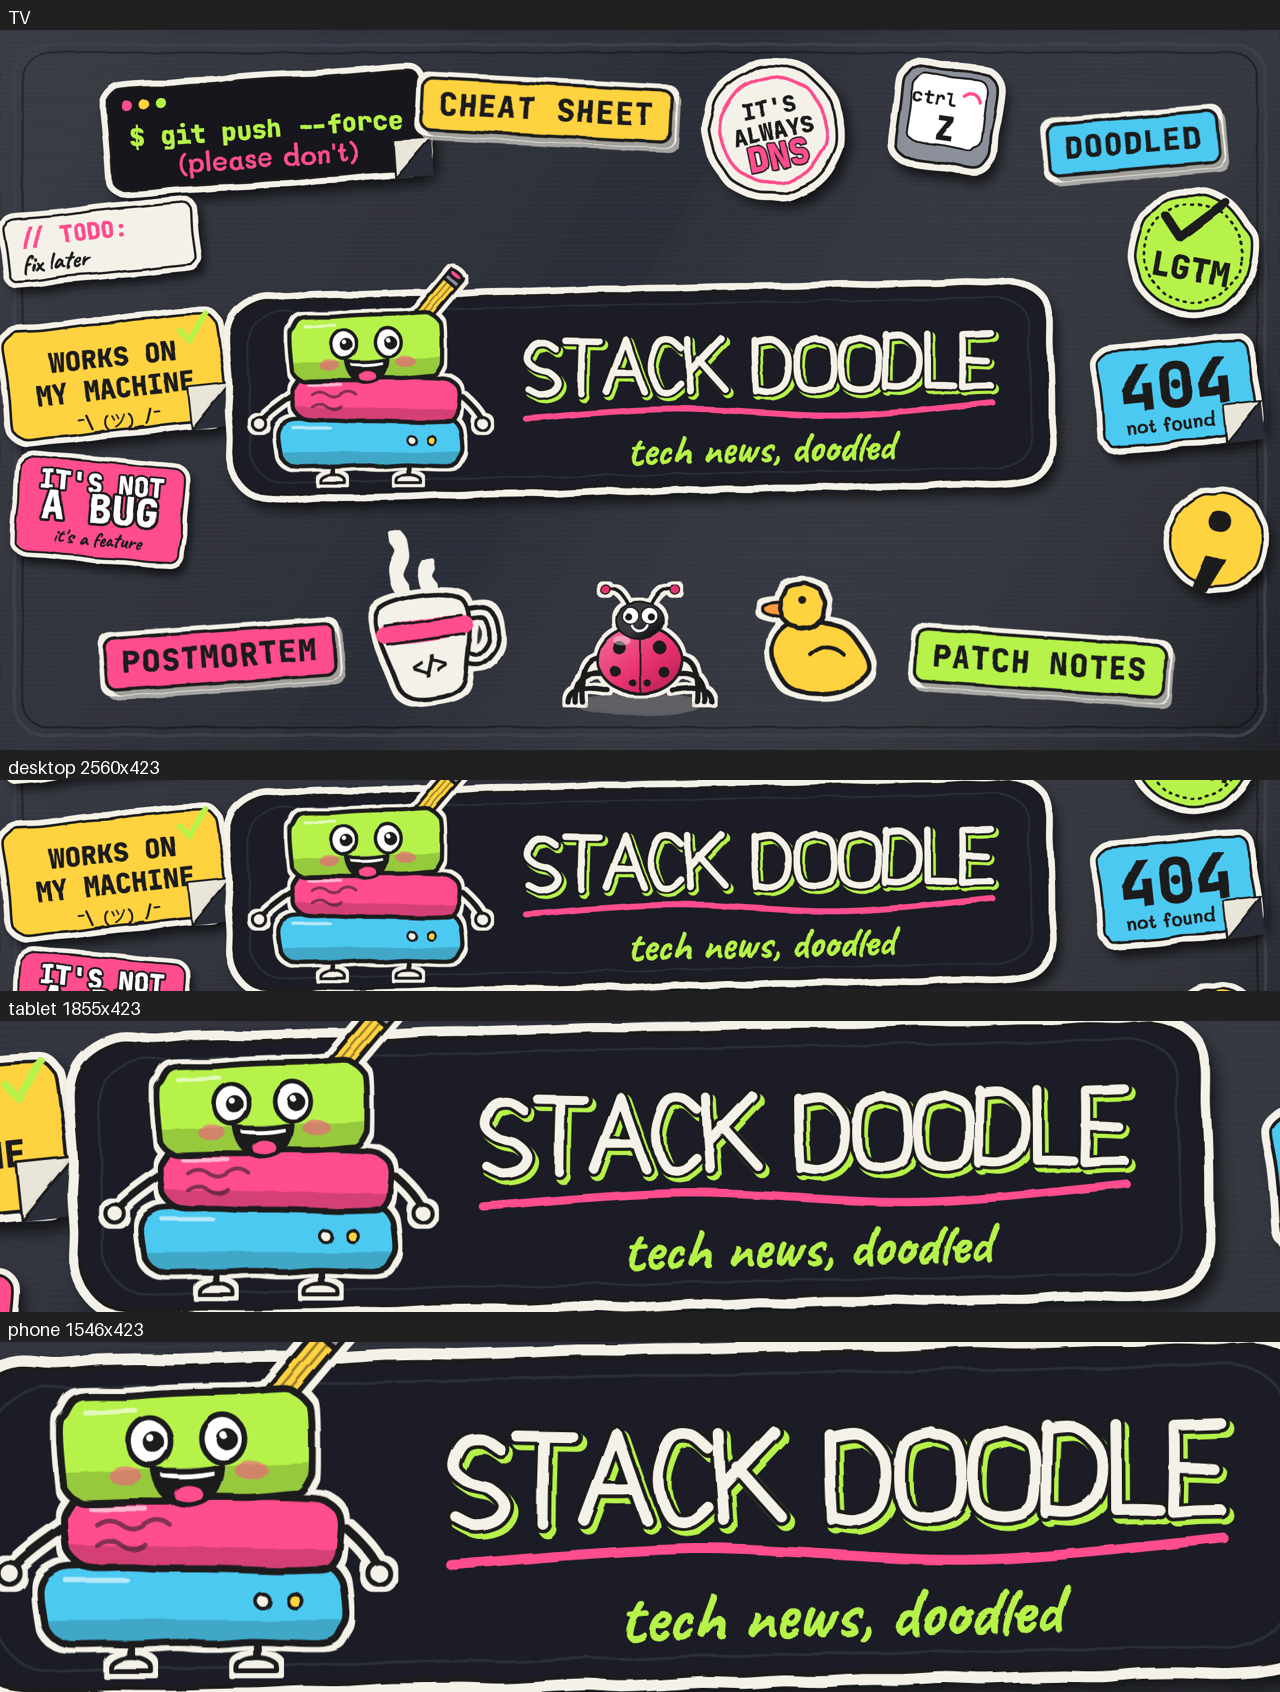 TV
$ git push --force
(please don't)
CHEAT SHEET
IT'S
ALWAYS
DNS
ctrl
Z
DOODLED
// TODO:
fix later
LGTM
WORKS ON
MY MACHINE
¯\_(ツ)_/¯
STACK DOODLE
tech news, doodled
404
not found
IT'S NOT
A BUG
it's a feature
;
POSTMORTEM
</>
PATCH NOTES
desktop 2560x423
WORKS ON
MY MACHINE
¯\_(ツ)_/¯
STACK DOODLE
tech news, doodled
404
not found
IT'S NOT
tablet 1855x423
STACK DOODLE
tech news, doodled
phone 1546x423
STACK DOODLE
tech news, doodled